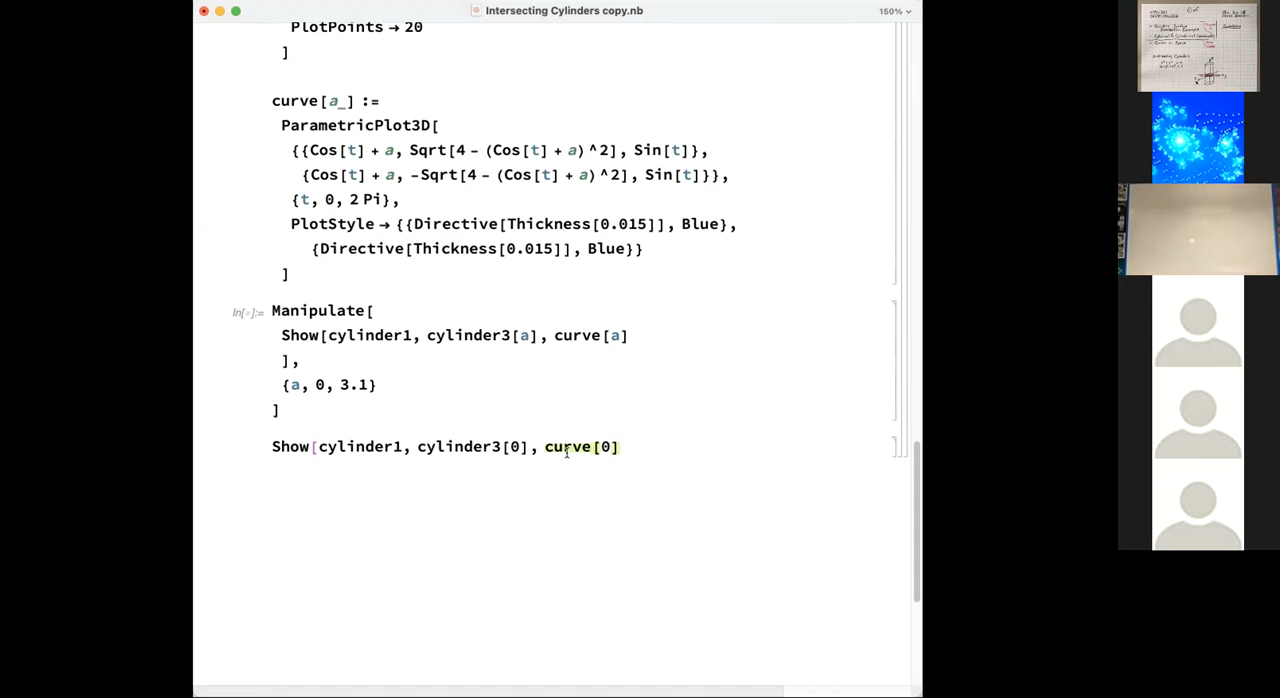 Intersecting Cylinders copy.nb
150%
PlotPoints → 20
]
curve[a_] :=
ParametricPlot3D[
{{Cos[t] + a, Sqrt[4 - (Cos[t] + a)^2], Sin[t]},
{Cos[t] + a, -Sqrt[4 - (Cos[t] + a)^2], Sin[t]}},
{t, 0, 2 Pi},
PlotStyle → {{Directive[Thickness[0.015]], Blue},
{Directive[Thickness[0.015]], Blue}}
]
In[ ]:= Manipulate[
Show[cylinder1, cylinder3[a], curve[a]
],
{a, 0, 3.1}
]
Show[cylinder1, cylinder3[0], curve[0]